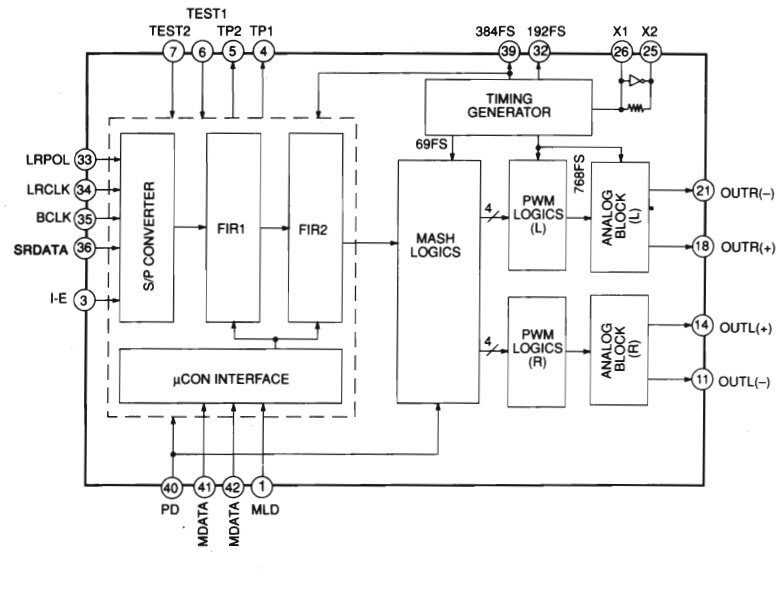 TEST1
TEST2 TP2 TP1 384FS 192FS X1 X2
7 6 5 4 39 32 26 25
TIMING
GENERATOR
69FS
768FS
LRPOL 33
LRCLK 34
BCLK 35
SRDATA 36
I-E 3
S/P CONVERTER
FIR1
FIR2
MASH
LOGICS
4
PWM
LOGICS
(L)
ANALOG
BLOCK
(L)
21 OUTR(–)
18 OUTR(+)
4
PWM
LOGICS
(R)
ANALOG
BLOCK
(R)
14 OUTL(+)
11 OUTL(–)
μCON INTERFACE
40 41 42 1
PD MDATA MDATA MLD